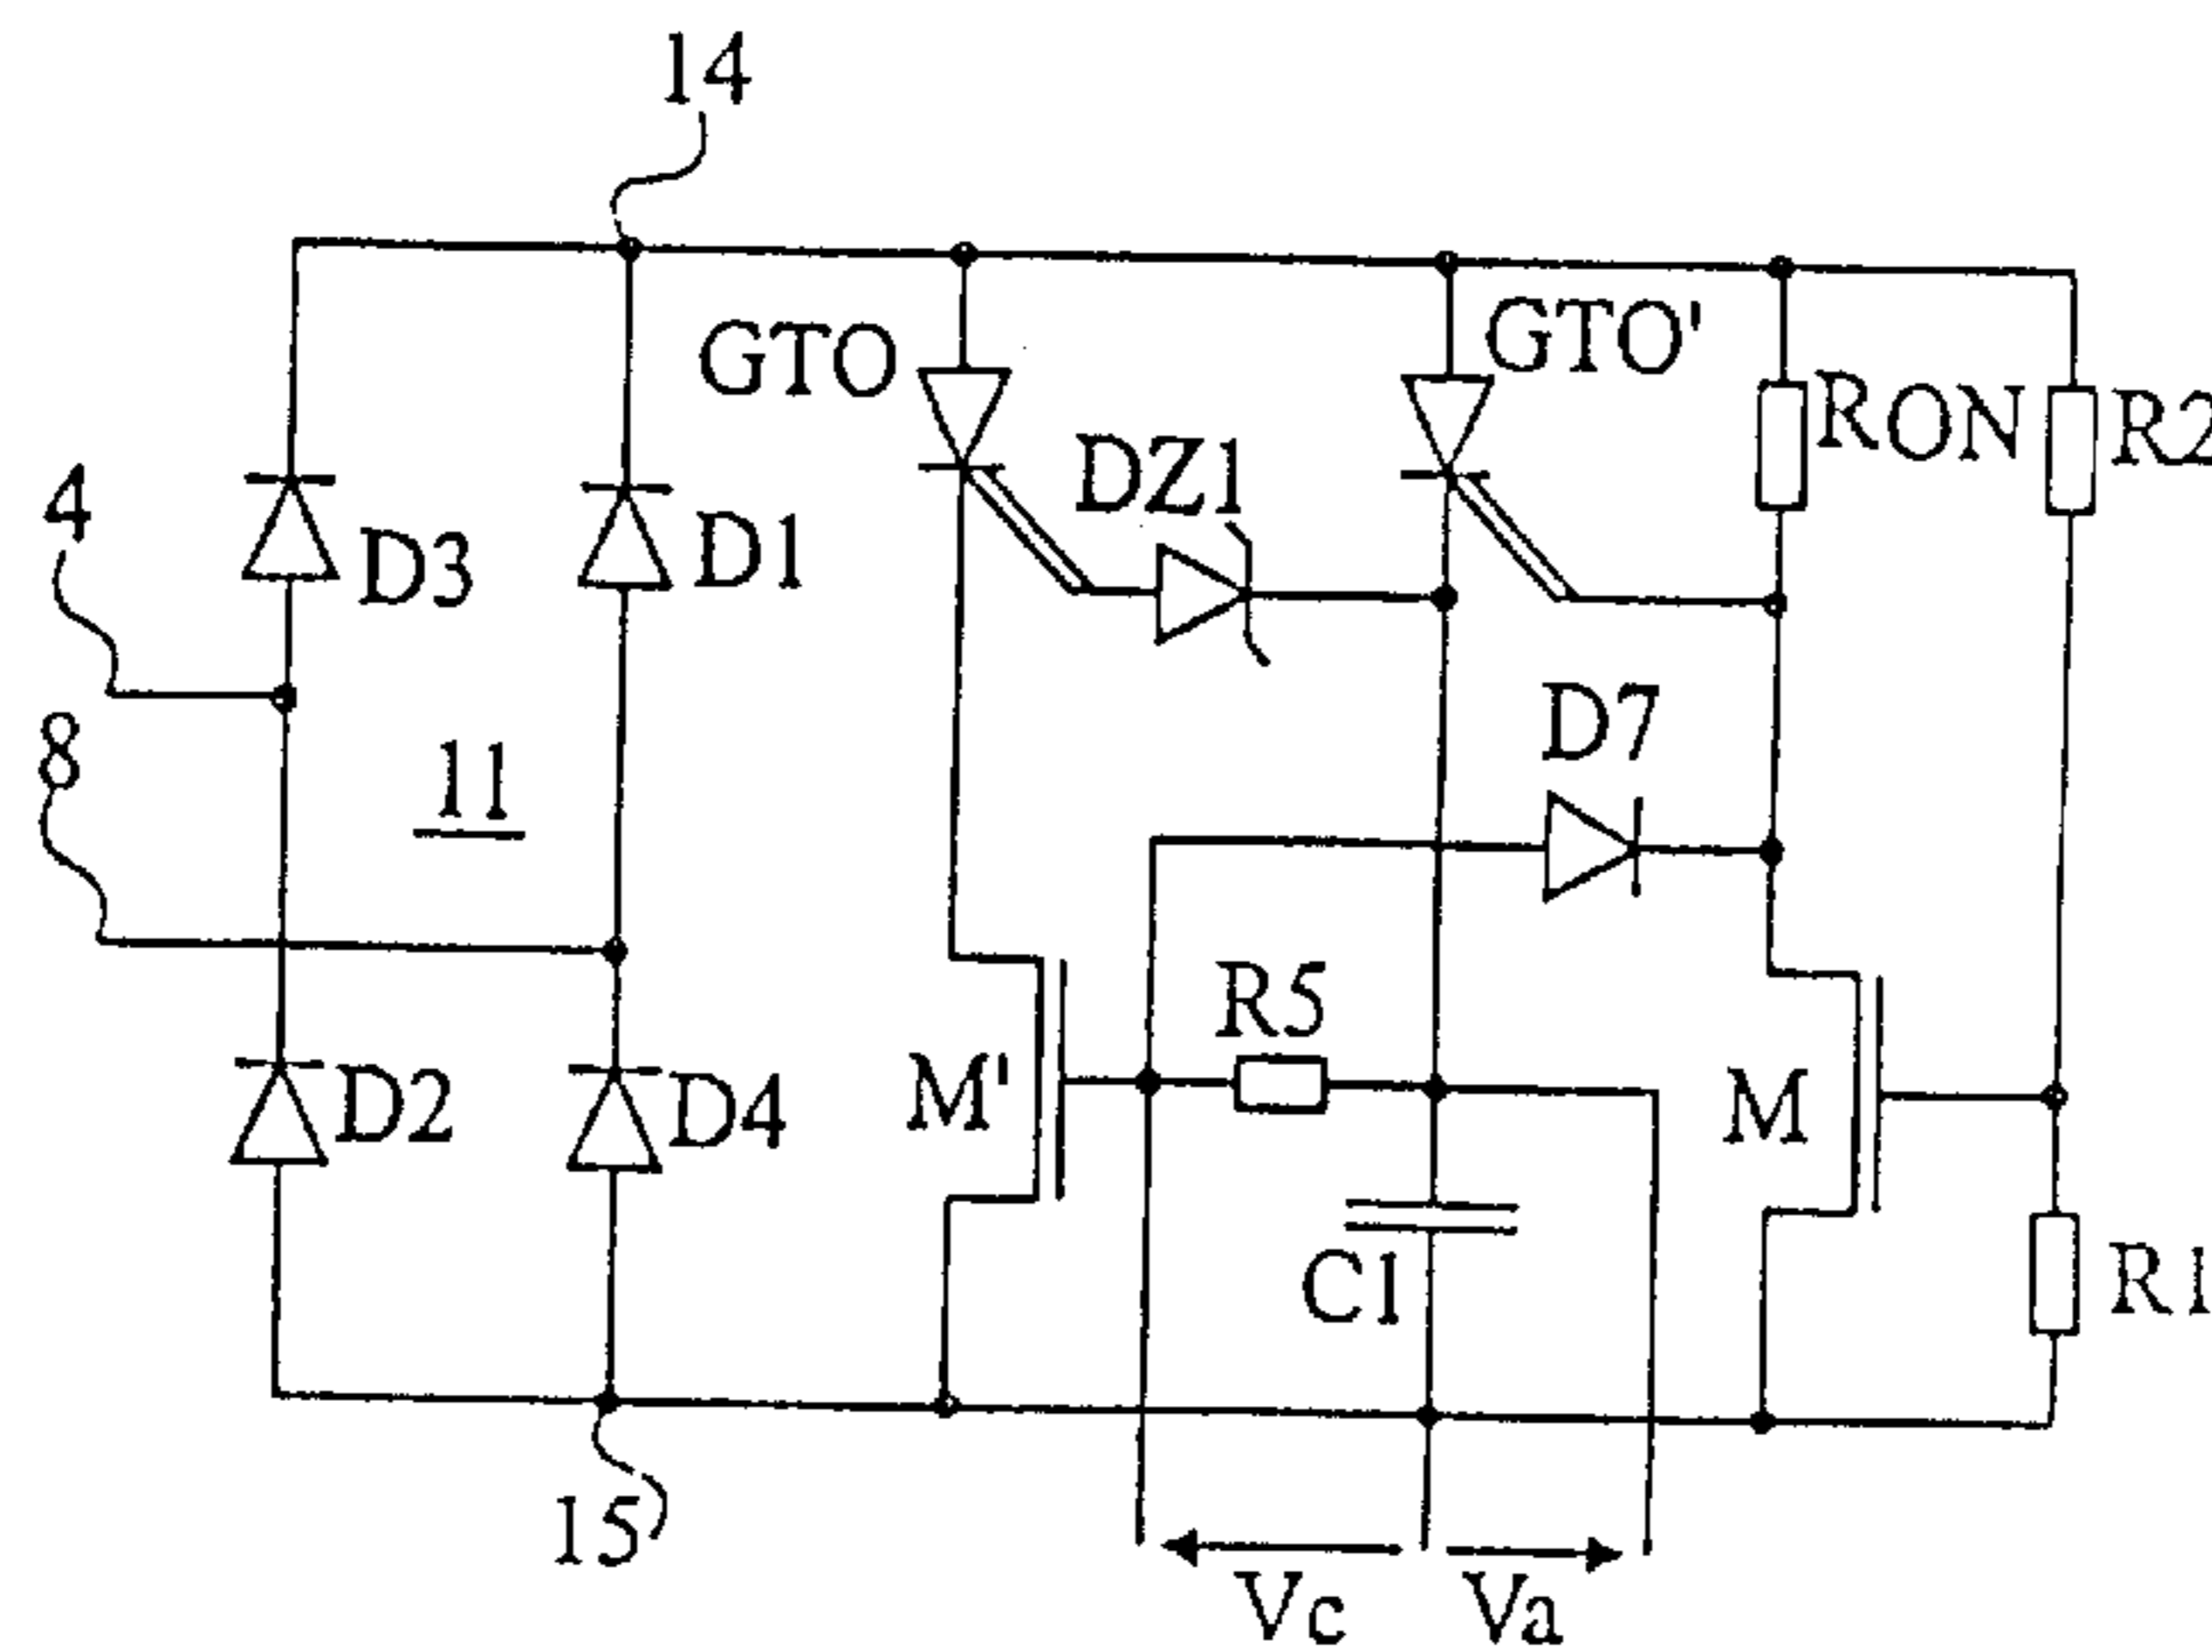 14
GTO
GTO'
RON
R2
DZ1
4
D3
D1
D7
8
11
R5
M'
M
D2
D4
C1
R1
15
Vc
Va